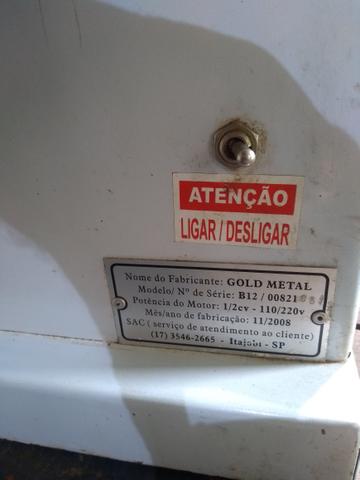 ATENÇÃO
LIGAR / DESLIGAR
Nome do Fabricante: GOLD METAL
Modelo/ Nº de Série: B12 / 00821
Potência do Motor: 1/2cv - 110/220v
Mês/ano de fabricação: 11/2008
SAC ( serviço de atendimento ao cliente)
(17) 3546-2665 - Itajobi - SP